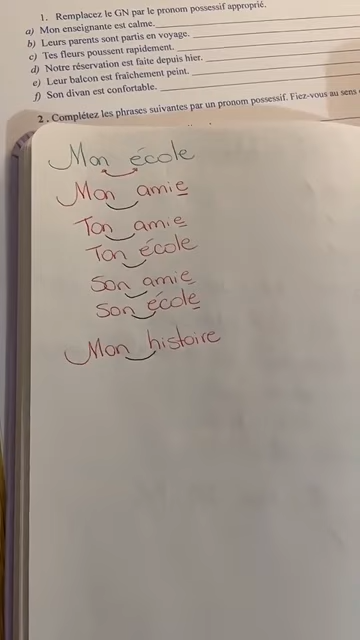 1. Remplacez le GN par le pronom possessif approprié.
a) Mon enseignante est calme.
b) Leurs parents sont partis en voyage.
c) Tes fleurs poussent rapidement.
d) Notre réservation est faite depuis hier.
e) Leur balcon est fraîchement peint.
f) Son divan est confortable.
2. Complétez les phrases suivantes par un pronom possessif. Fiez-vous au sens
Mon école
Mon amie
Ton amie
Ton école
Son amie
Son école
Mon histoire